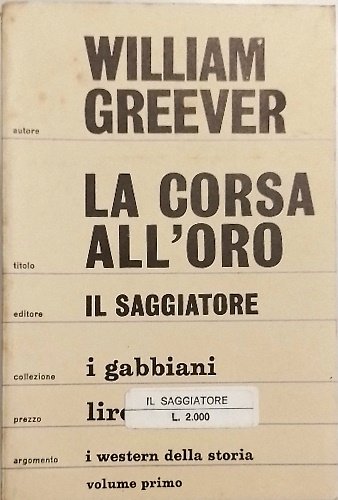 WILLIAM
autore GREEVER
LA CORSA
titolo ALL'ORO
editore IL SAGGIATORE
collezione i gabbiani
prezzo lire
IL SAGGIATORE
L. 2.000
argomento i western della storia
volume primo